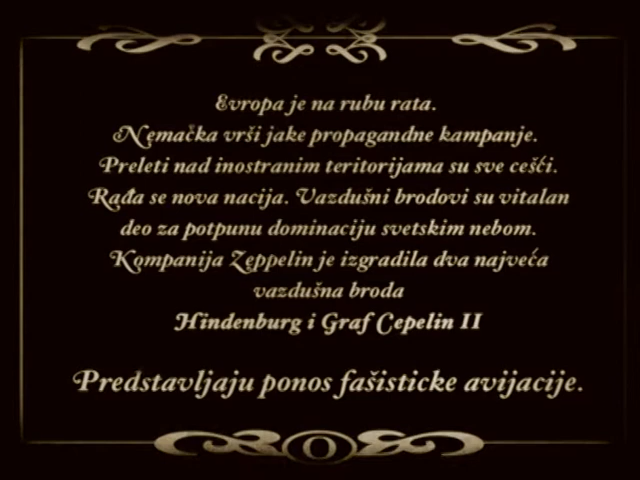 Evropa je na rubu rata.
Nemačka vrši jake propagandne kampanje.
Preleti nad inostranim teritorijama su sve cešći.
Rađa se nova nacija. Vazdušni brodovi su vitalan
deo za potpunu dominaciju svetskim nebom.
Kompanija Zeppelin je izgradila dva najveća
vazdušna broda
Hindenburg i Graf Cepelin II
Predstavljaju ponos fašisticke avijacije.
O